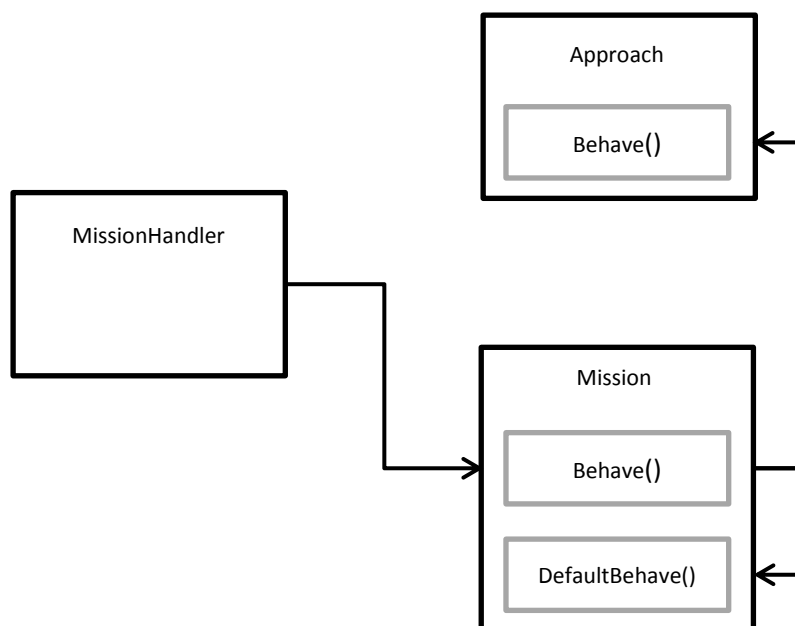 Approach
Behave()
MissionHandler
Mission
Behave()
DefaultBehave()